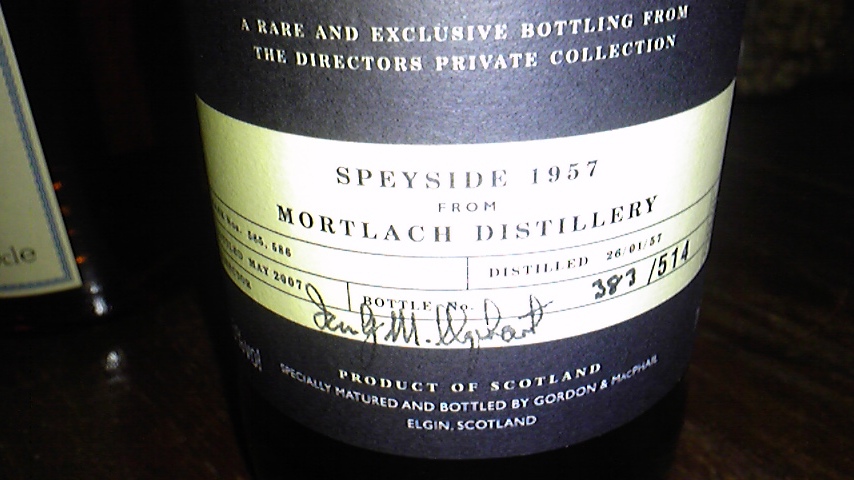 A RARE AND EXCLUSIVE BOTTLING FROM
THE DIRECTORS PRIVATE COLLECTION
SPEYSIDE 1957
FROM
MORTLACH DISTILLERY
Nos. 585, 586
DISTILLED 26/01/57
MAY 2007
BOTTLE No. 383/514
PRODUCT OF SCOTLAND
SPECIALLY MATURED AND BOTTLED BY GORDON & MACPHAIL
ELGIN, SCOTLAND